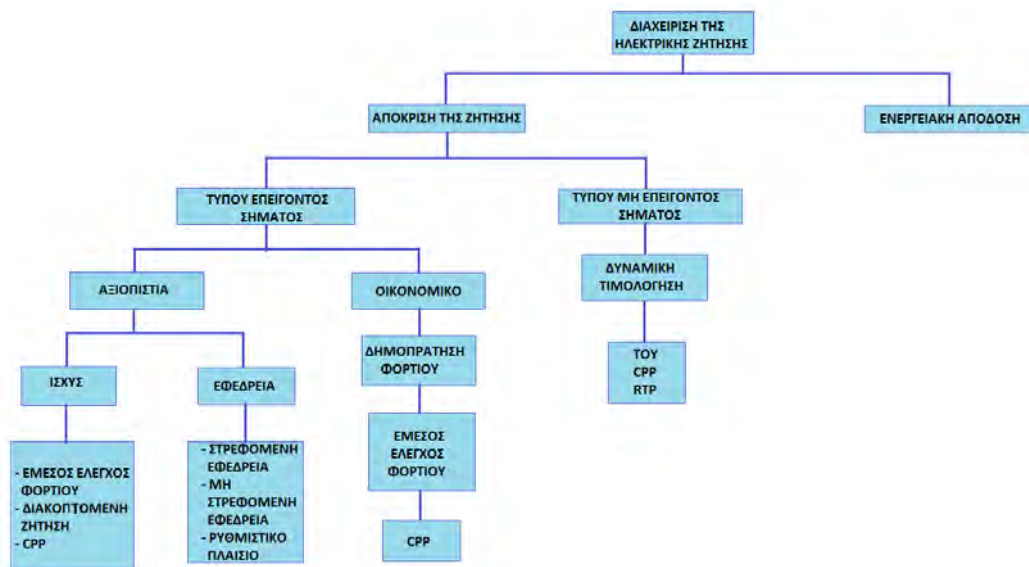 ΔΙΑΧΕΙΡΙΣΗ ΤΗΣ
ΗΛΕΚΤΡΙΚΗΣ ΖΗΤΗΣΗΣ
ΑΠΟΚΡΙΣΗ ΤΗΣ ΖΗΤΗΣΗΣ
ΕΝΕΡΓΕΙΑΚΗ ΑΠΟΔΟΣΗ
ΤΥΠΟΥ ΕΠΕΙΓΟΝΤΟΣ
ΣΗΜΑΤΟΣ
ΤΥΠΟΥ ΜΗ ΕΠΕΙΓΟΝΤΟΣ
ΣΗΜΑΤΟΣ
ΑΞΙΟΠΙΣΤΙΑ
ΟΙΚΟΝΟΜΙΚΟ
ΔΥΝΑΜΙΚΗ
ΤΙΜΟΛΟΓΗΣΗ
ΙΣΧΥΣ
ΕΦΕΔΡΕΙΑ
ΔΗΜΟΠΡΑΤΗΣΗ
ΦΟΡΤΙΟΥ
TOY
CPP
RTP
- ΕΜΕΣΟΣ ΕΛΕΓΧΟΣ
ΦΟΡΤΙΟΥ
- ΔΙΑΚΟΠΤΟΜΕΝΗ
ΖΗΤΗΣΗ
- CPP
- ΣΤΡΕΦΟΜΕΝΗ
ΕΦΕΔΡΕΙΑ
- ΜΗ
ΣΤΡΕΦΟΜΕΝΗ
ΕΦΕΔΡΕΙΑ
- ΡΥΘΜΙΣΤΙΚΟ
ΠΛΑΙΣΙΟ
ΕΜΕΣΟΣ
ΕΛΕΓΧΟΣ
ΦΟΡΤΙΟΥ
CPP